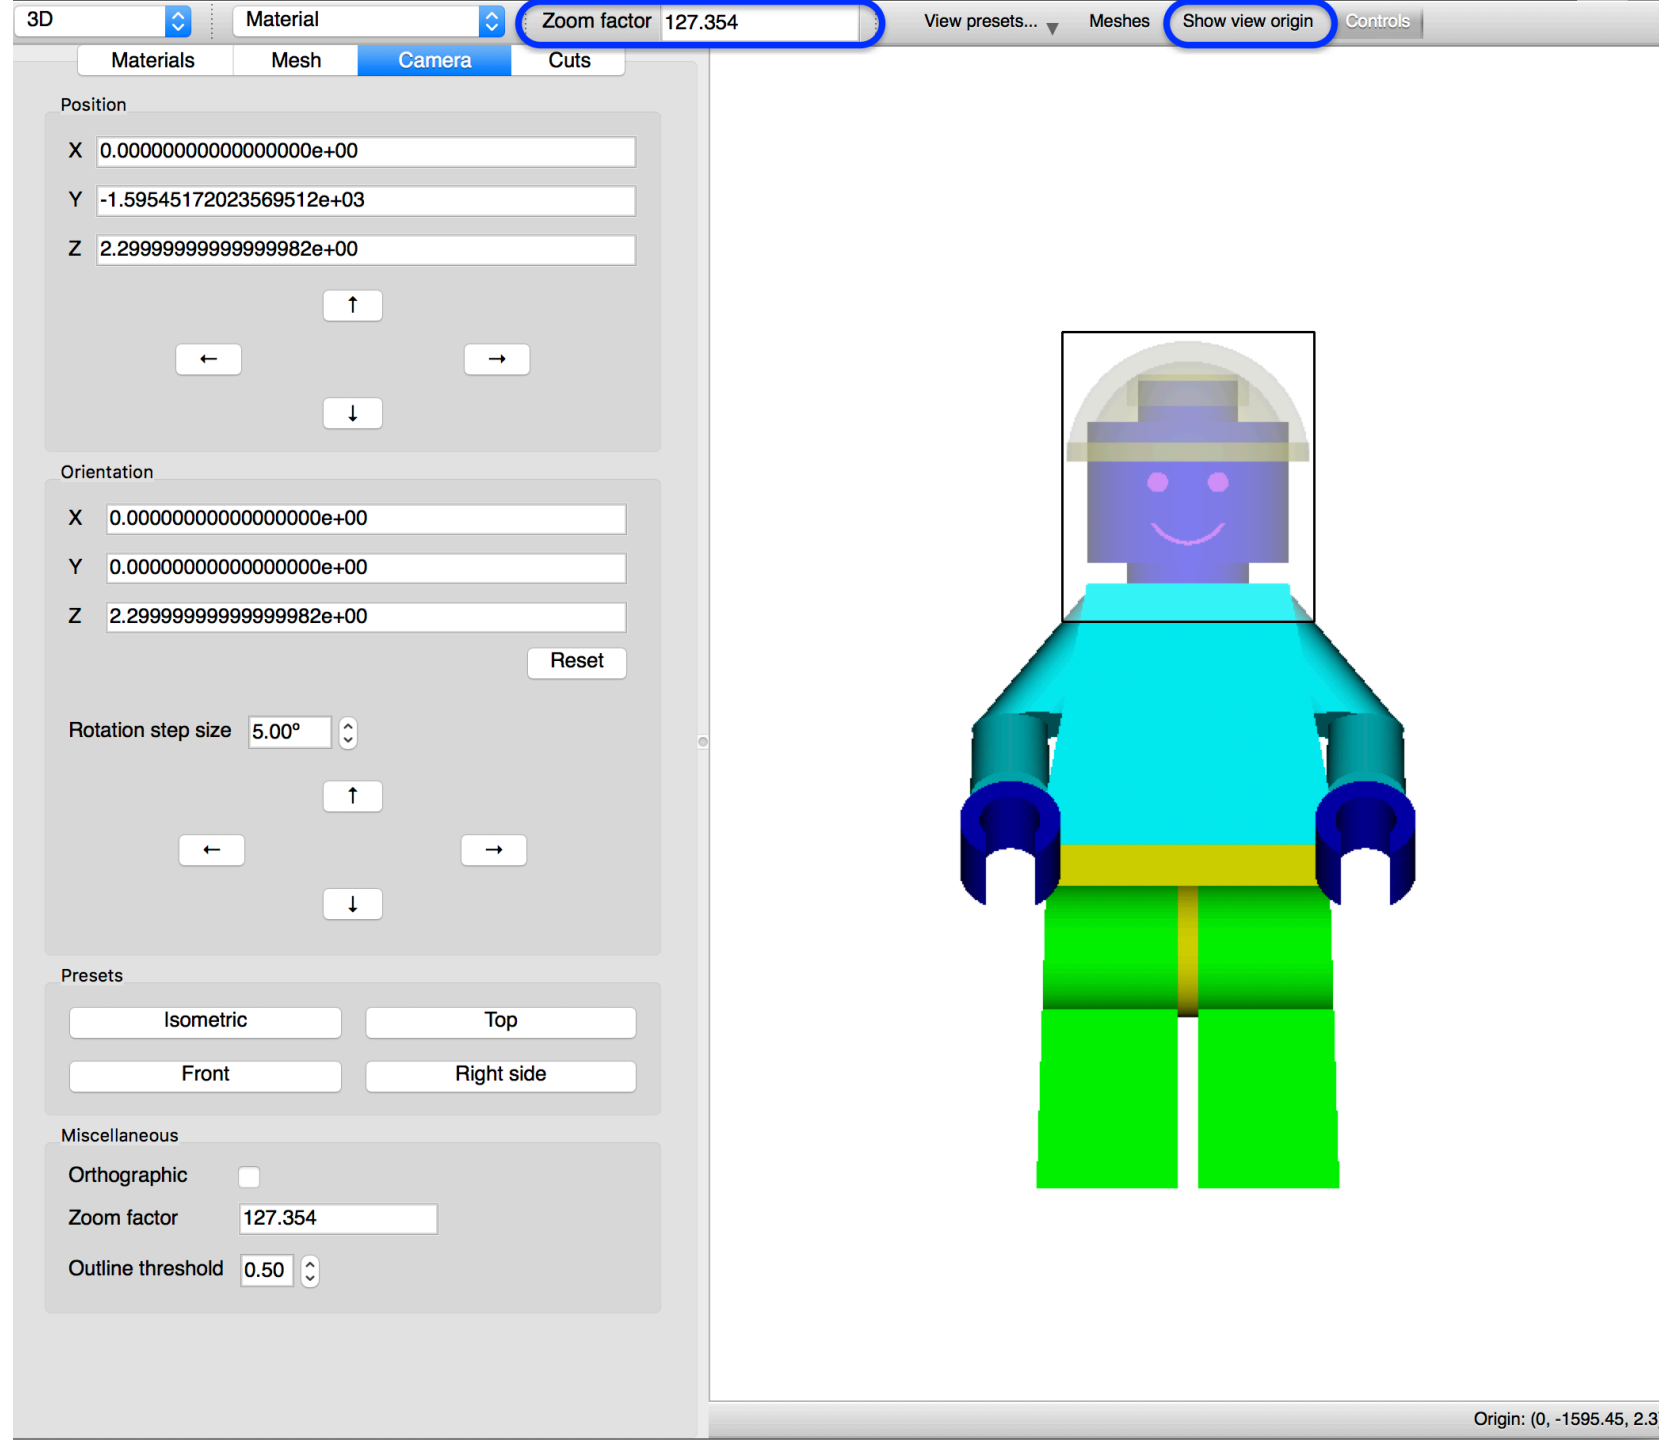 3D Material Zoom factor 127.354 View presets... Meshes Show view origin Controls
Materials Mesh Camera Cuts
Position
X 0.00000000000000000e+00
Y -1.59545172023569512e+03
Z 2.29999999999999982e+00
↑
← →
↓
Orientation
X 0.00000000000000000e+00
Y 0.00000000000000000e+00
Z 2.29999999999999982e+00
Reset
Rotation step size 5.00º
↑
← →
↓
Presets
Isometric Top
Front Right side
Miscellaneous
Orthographic
Zoom factor 127.354
Outline threshold 0.50
Origin: (0, -1595.45, 2.3